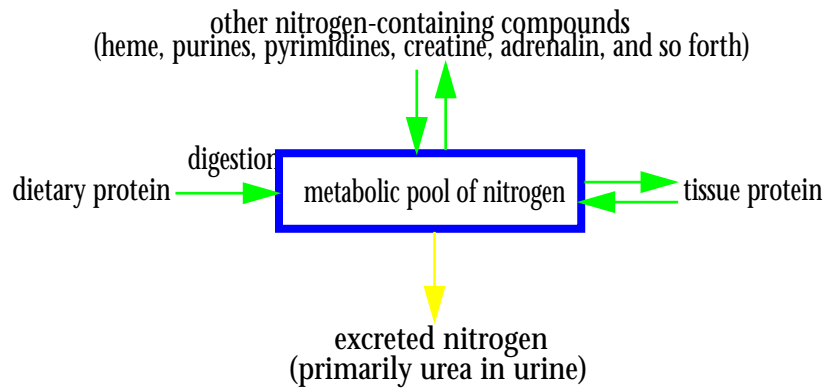 other nitrogen-containing compounds
(heme, purines, pyrimidines, creatine, adrenalin, and so forth)
digestion
dietary protein
metabolic pool of nitrogen
tissue protein
excreted nitrogen
(primarily urea in urine)